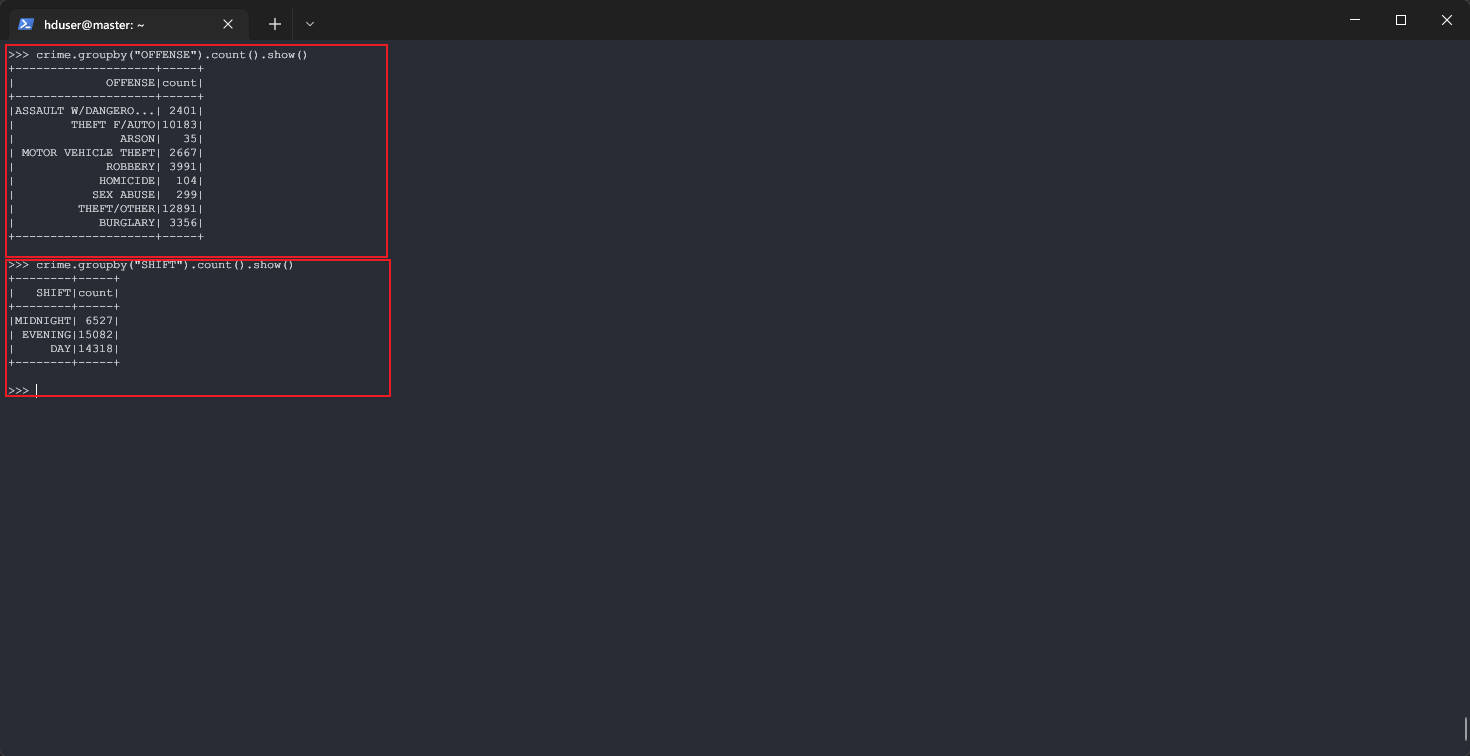 hduser@master: ~
>>> crime.groupby("OFFENSE").count().show()
+--------------------+-----+
|             OFFENSE|count|
+--------------------+-----+
|ASSAULT W/DANGERO...| 2401|
|        THEFT F/AUTO|10183|
|               ARSON|   35|
| MOTOR VEHICLE THEFT| 2667|
|             ROBBERY| 3991|
|            HOMICIDE|  104|
|           SEX ABUSE|  299|
|         THEFT/OTHER|12891|
|            BURGLARY| 3356|
+--------------------+-----+
>>> crime.groupby("SHIFT").count().show()
+--------+-----+
|   SHIFT|count|
+--------+-----+
|MIDNIGHT| 6527|
| EVENING|15082|
|     DAY|14318|
+--------+-----+
>>>